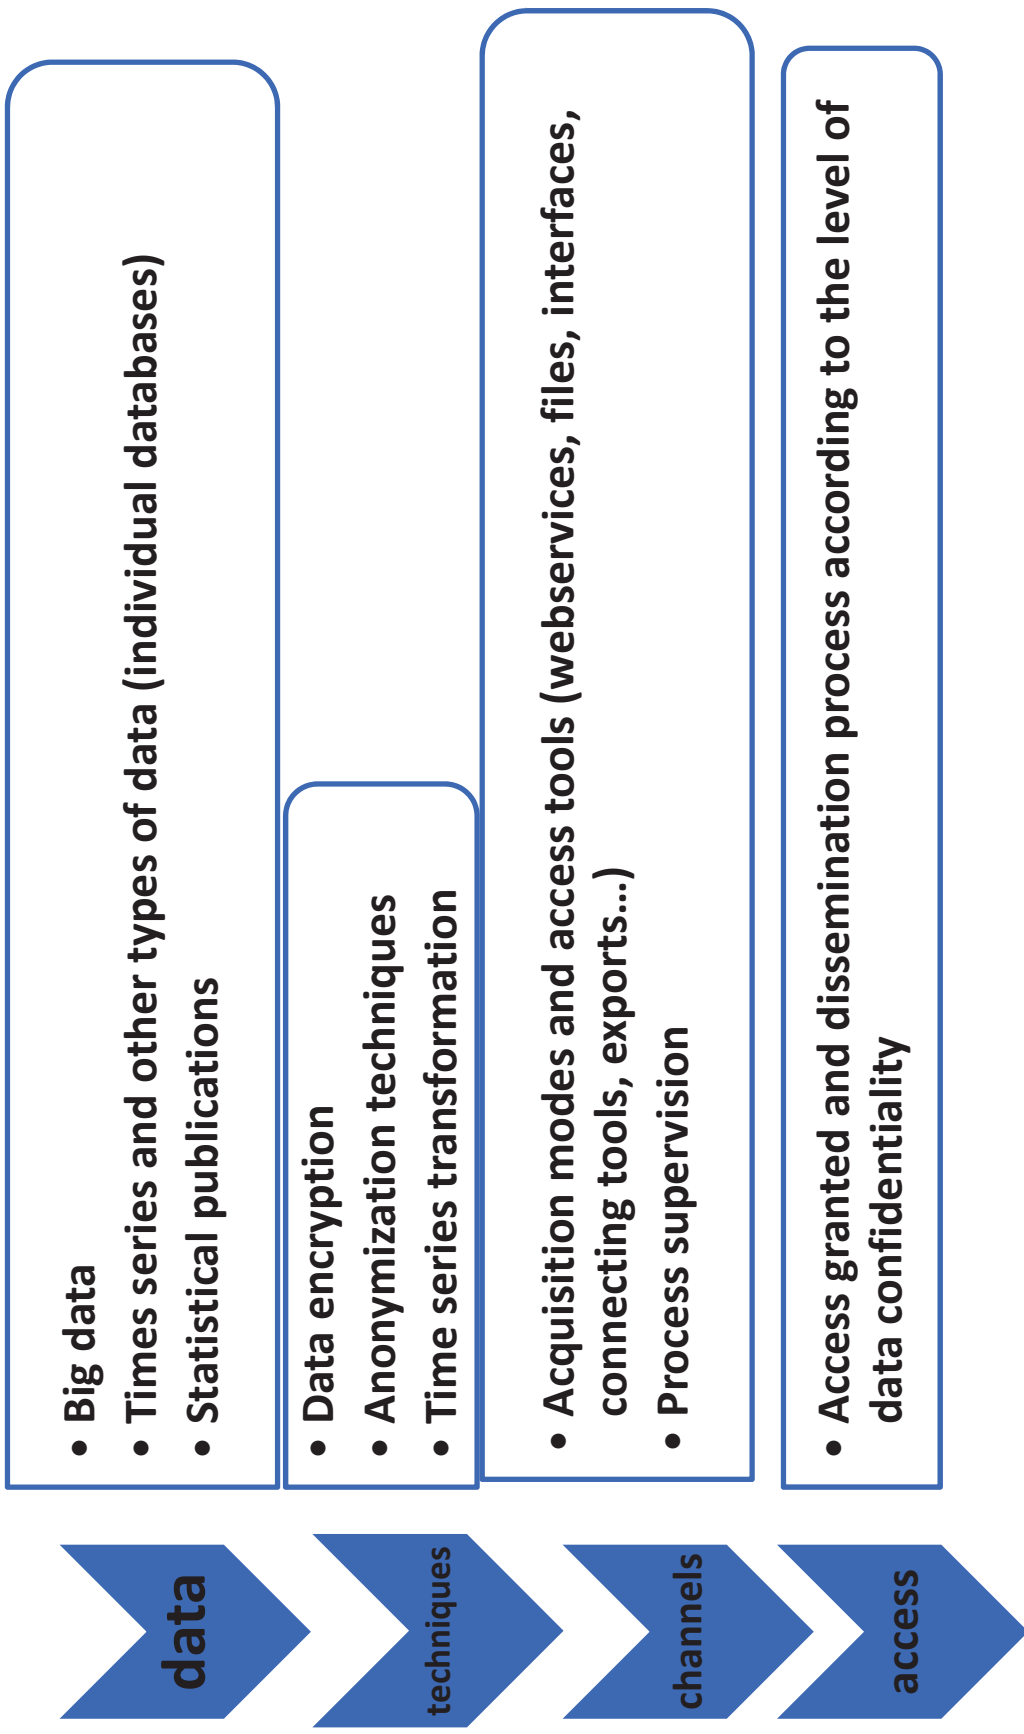 data
• Big data
• Times series and other types of data (individual databases)
• Statistical publications
techniques
• Data encryption
• Anonymization techniques
• Time series transformation
channels
• Acquisition modes and access tools (webservices, files, interfaces,
connecting tools, exports…)
• Process supervision
access
• Access granted and dissemination process according to the level of
data confidentiality